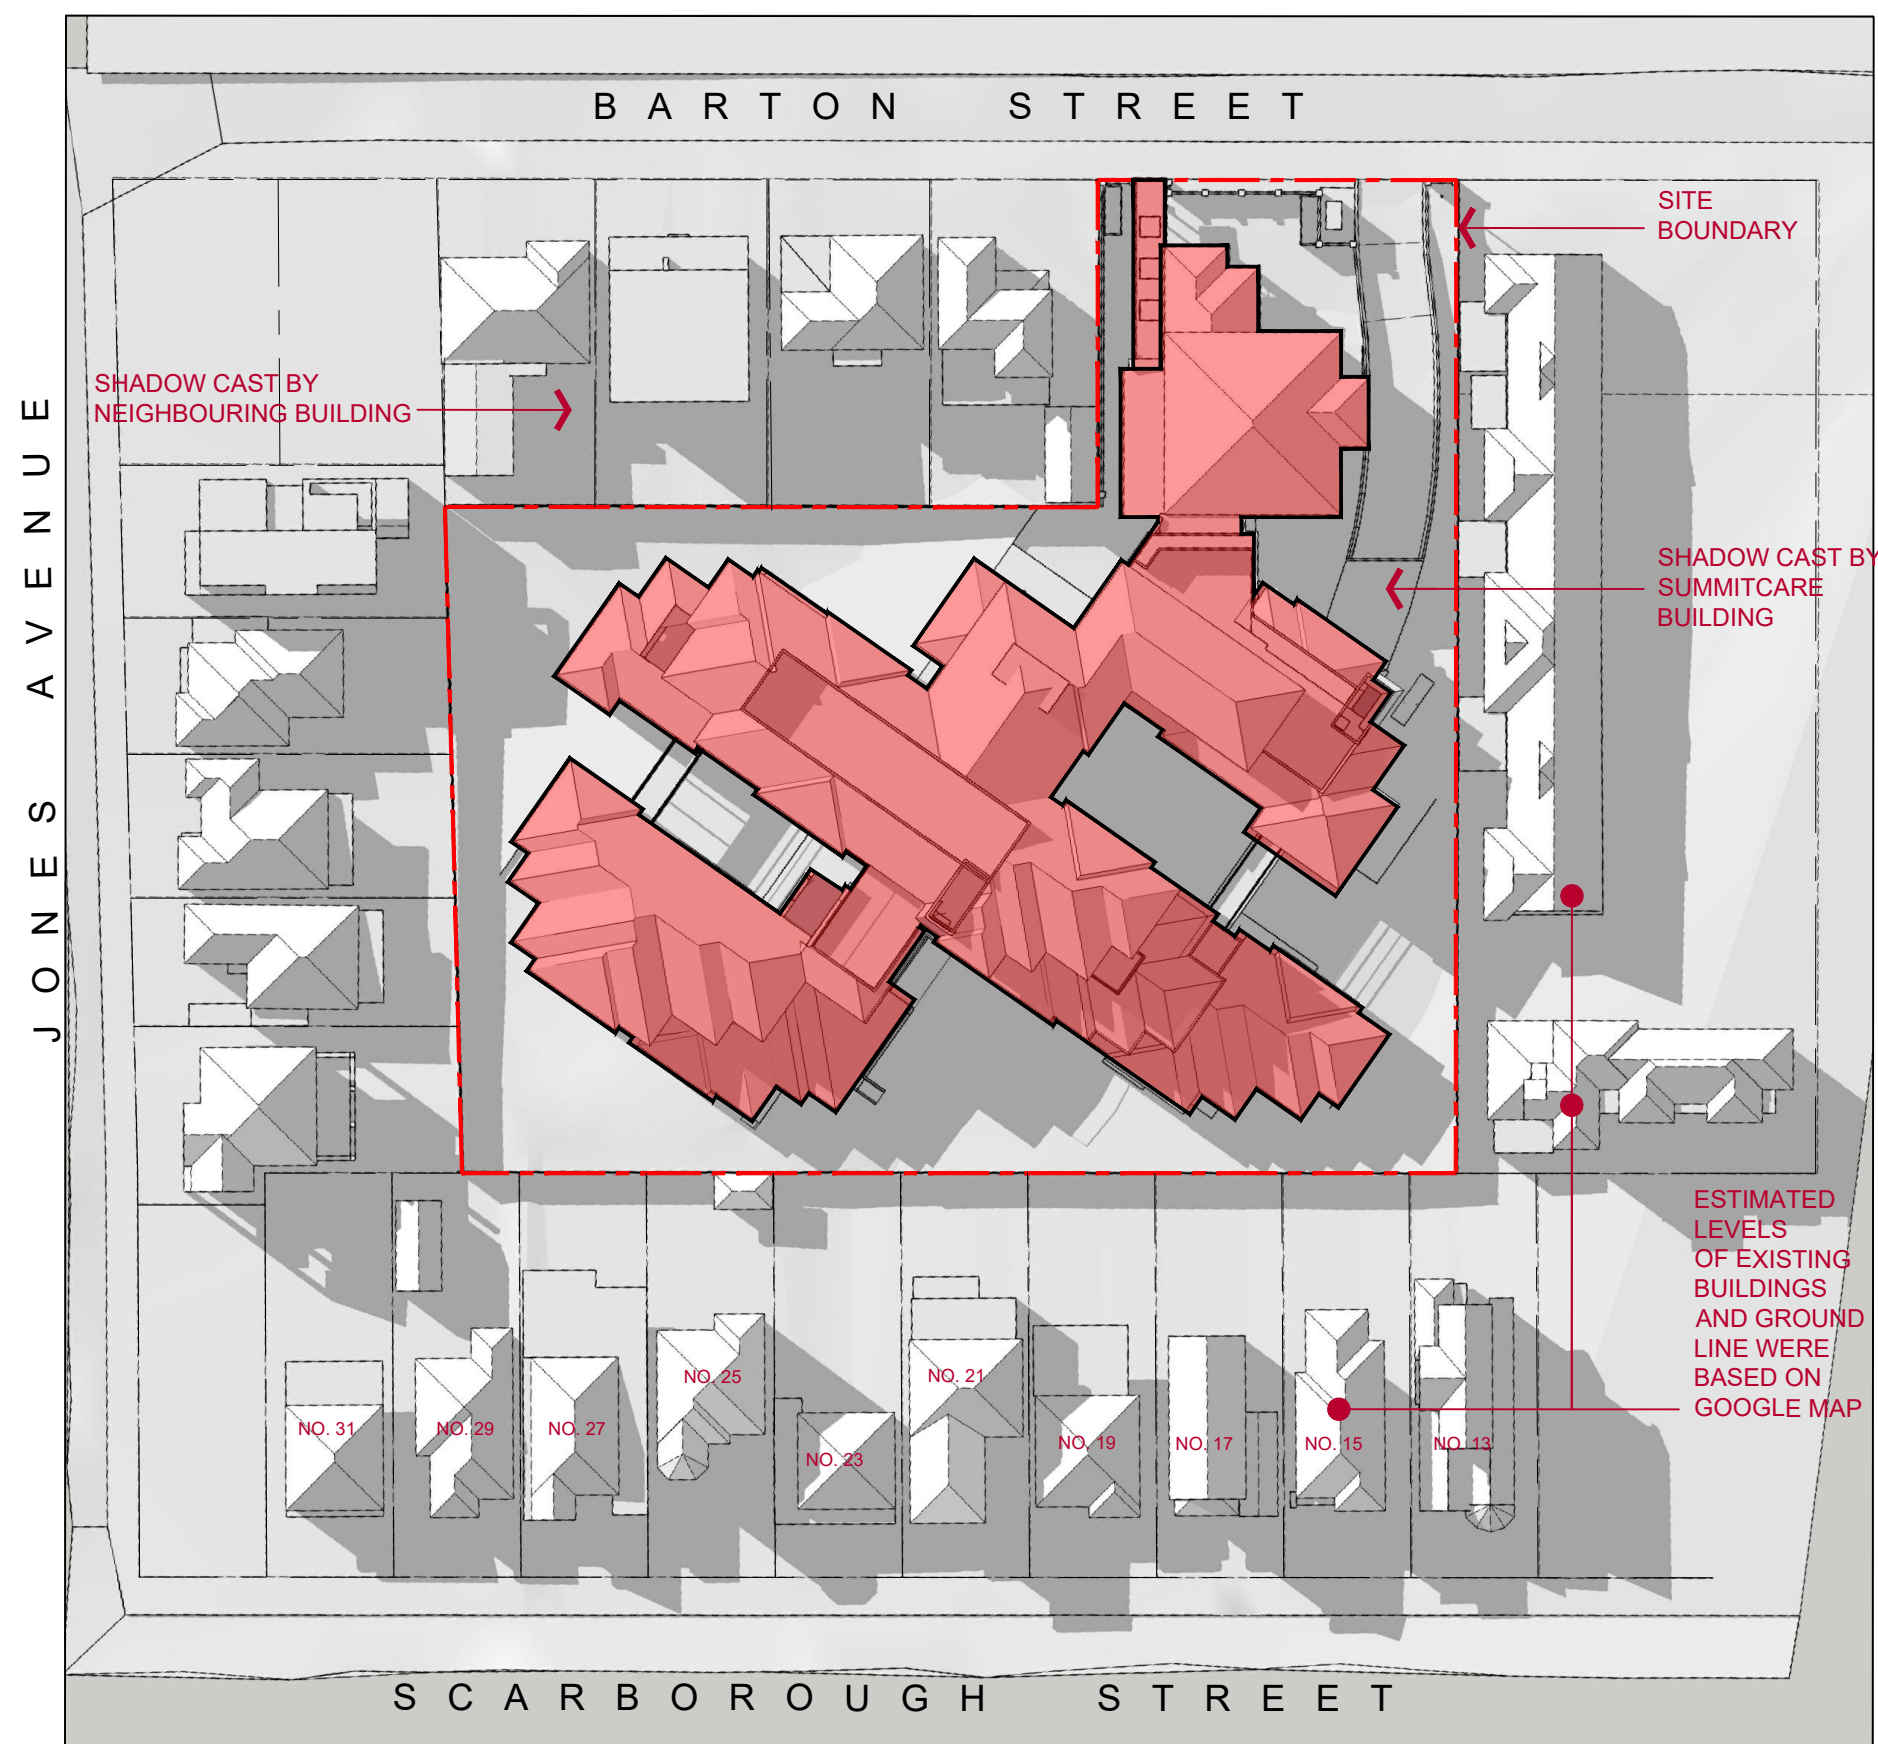 BARTON STREET
SITE
BOUNDARY
SHADOW CAST BY
NEIGHBOURING BUILDING
JONES AVENUE
SHADOW CAST BY
SUMMITCARE
BUILDING
ESTIMATED
LEVELS
OF EXISTING
BUILDINGS
AND GROUND
LINE WERE
BASED ON
GOOGLE MAP
NO. 31
NO. 29
NO. 27
NO. 25
NO. 23
NO. 21
NO. 19
NO. 17
NO. 15
NO. 13
SCARBOROUGH STREET